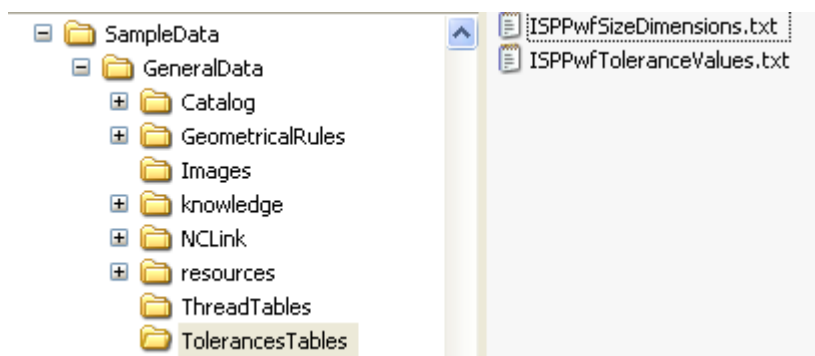 SampleData
GeneralData
Catalog
GeometricalRules
Images
knowledge
NCLink
resources
ThreadTables
TolerancesTables
ISPPwfSizeDimensions.txt
ISPPwfToleranceValues.txt